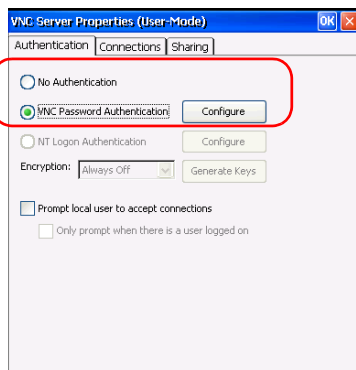 VNC Server Properties (User-Mode) OK
Authentication Connections Sharing
No Authentication
VNC Password Authentication Configure
NT Logon Authentication Configure
Encryption: Always Off Generate Keys
Prompt local user to accept connections
Only prompt when there is a user logged on